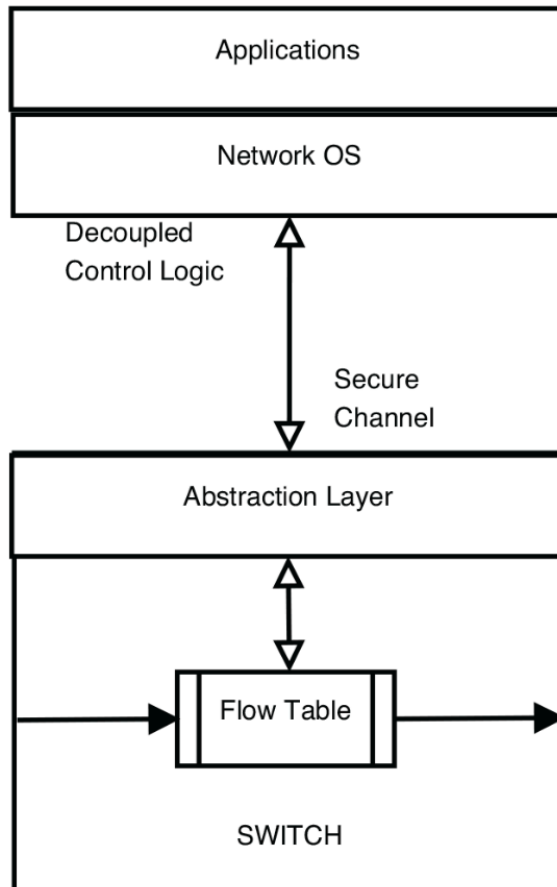 Applications
Network OS
Decoupled
Control Logic
Secure
Channel
Abstraction Layer
Flow Table
SWITCH